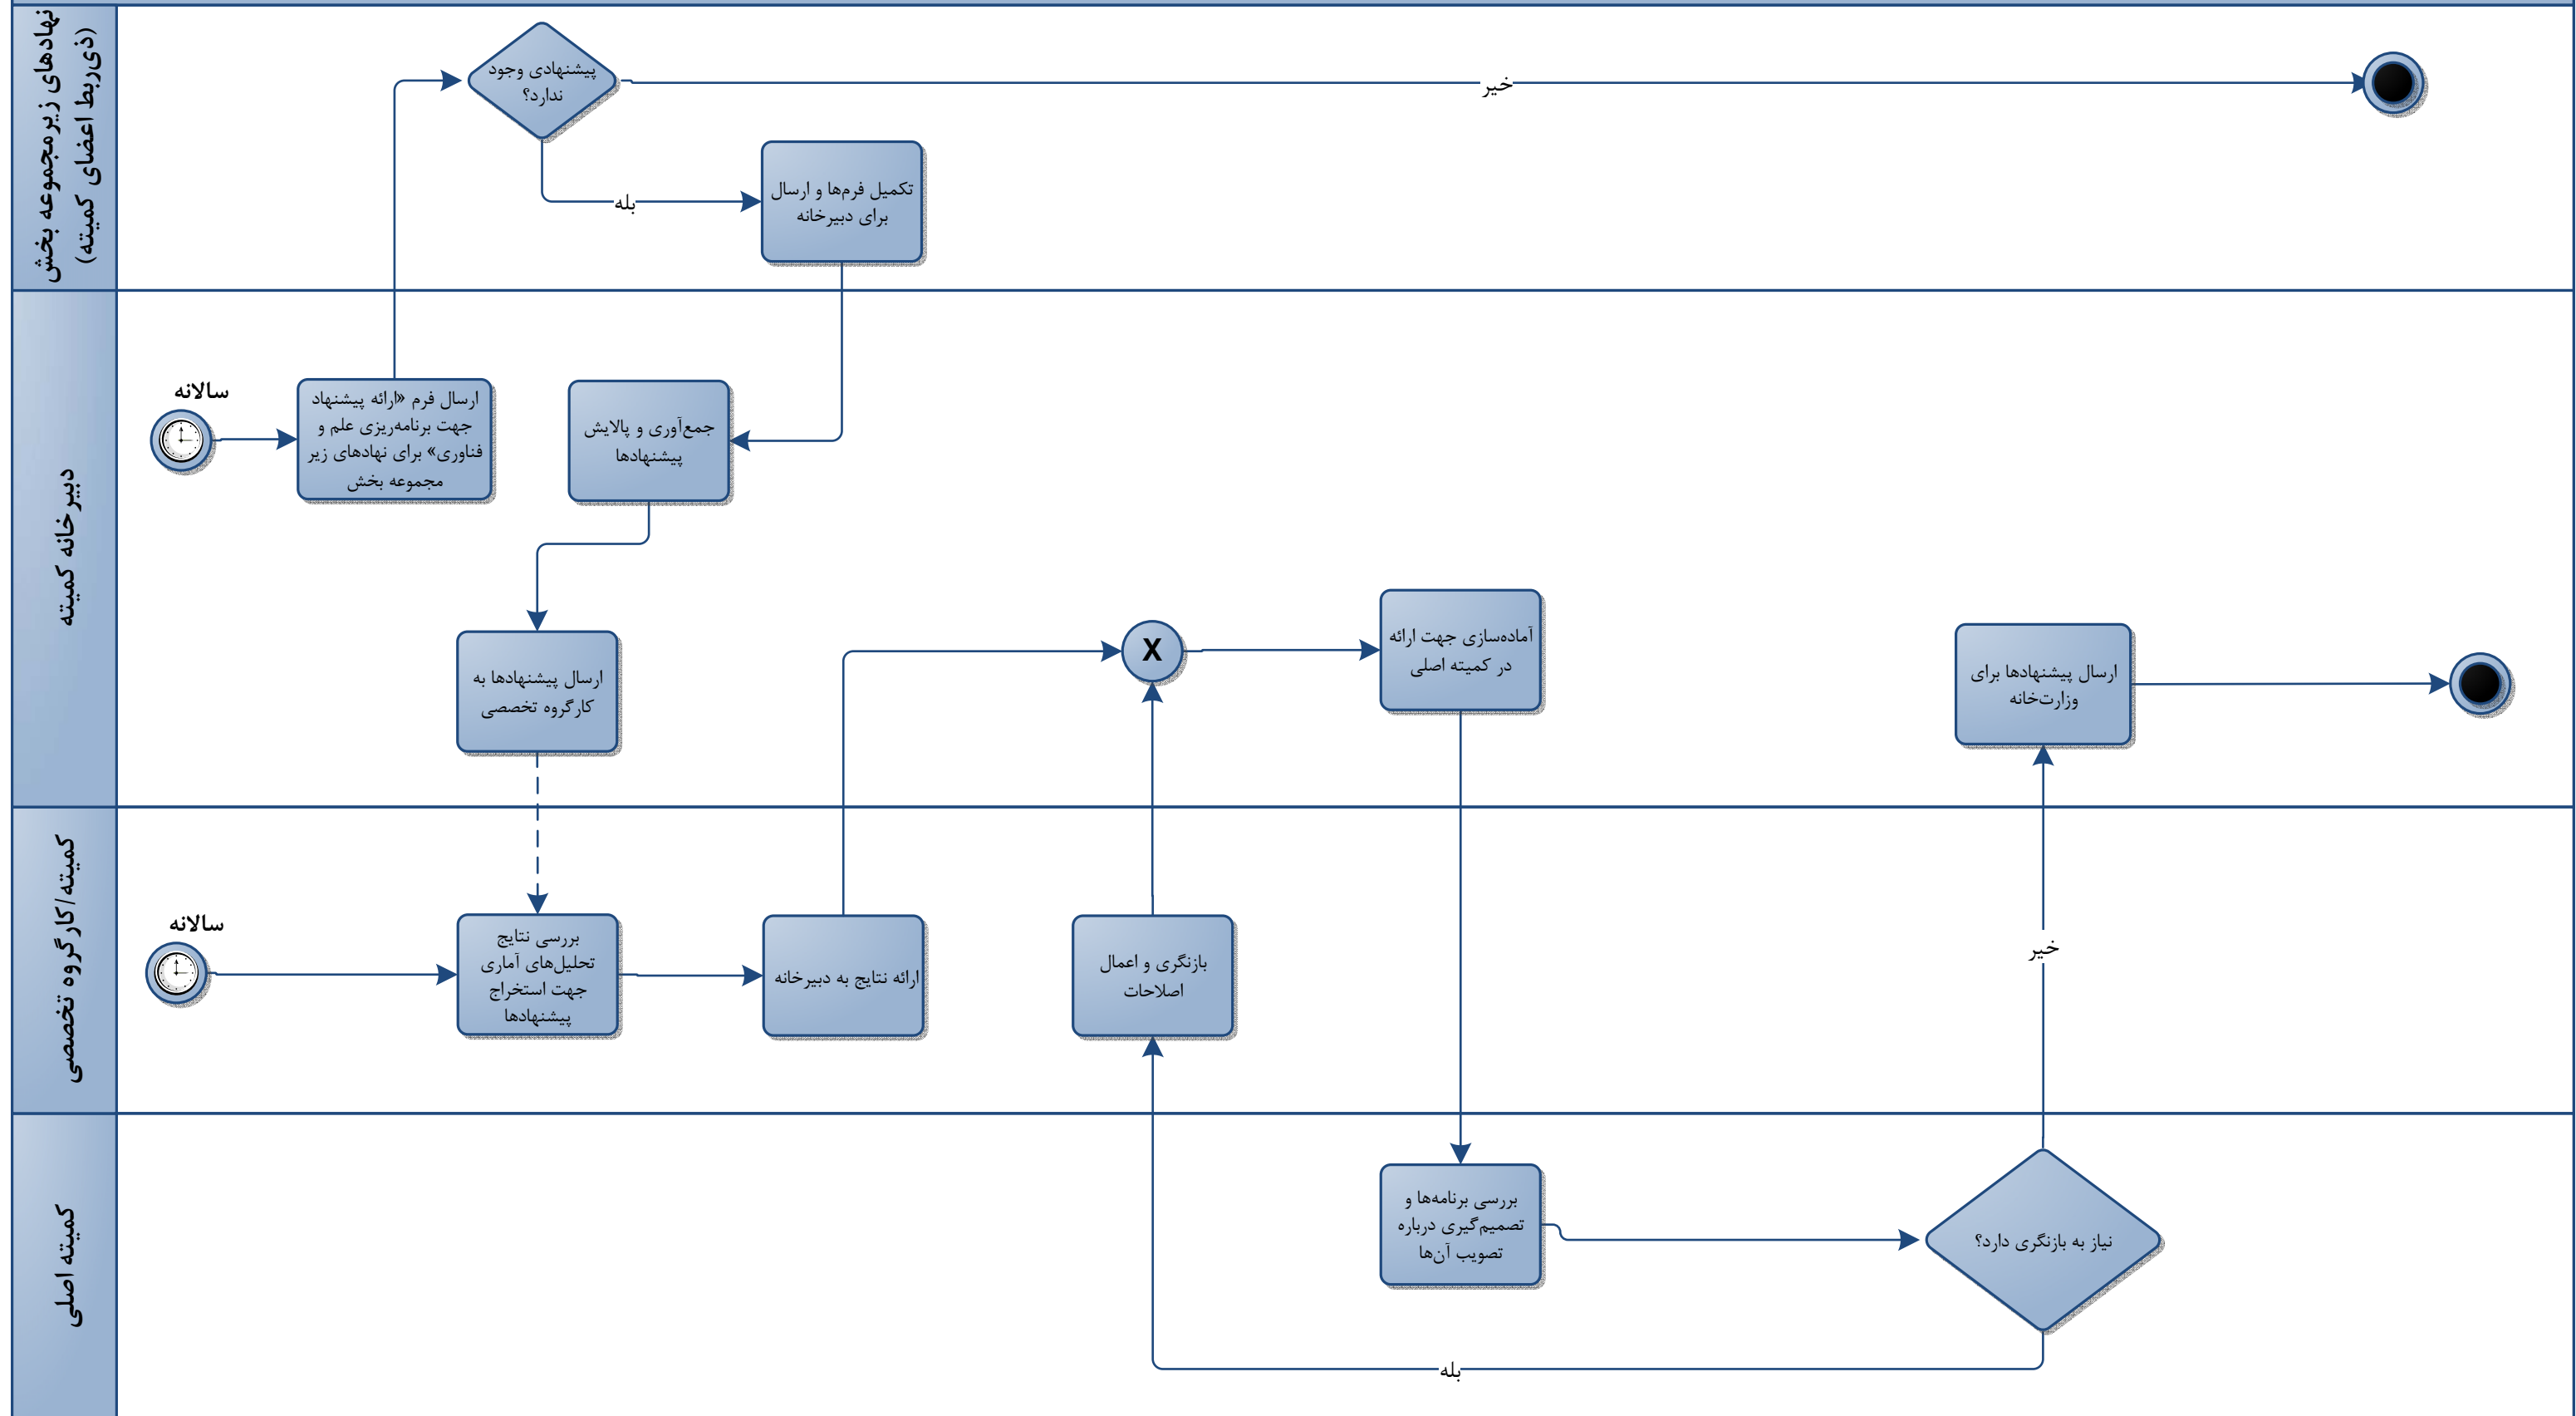 نهادهای زیرمجموعه بخش
(ذی‌ربط اعضای کمیته)
پیشنهادی وجود
ندارد؟
خیر
بله
تکمیل فرم‌ها و ارسال
برای دبیرخانه
دبیرخانه کمیته
سالانه
ارسال فرم «ارائه پیشنهاد
جهت برنامه‌ریزی علم و
فناوری» برای نهادهای زیر
مجموعه بخش
جمع‌آوری و پالایش
پیشنهادها
ارسال پیشنهادها به
کارگروه تخصصی
X
آماده‌سازی جهت ارائه
در کمیته اصلی
ارسال پیشنهادها برای
وزارت‌خانه
کمیته/کارگروه تخصصی
سالانه
بررسی نتایج
تحلیل‌های آماری
جهت استخراج
پیشنهادها
ارائه نتایج به دبیرخانه
بازنگری و اعمال
اصلاحات
خیر
کمیته اصلی
بررسی برنامه‌ها و
تصمیم‌گیری درباره
تصویب آن‌ها
نیاز به بازنگری دارد؟
بله